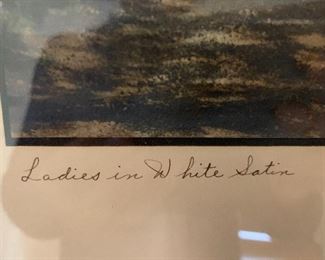 Ladies in White Satin